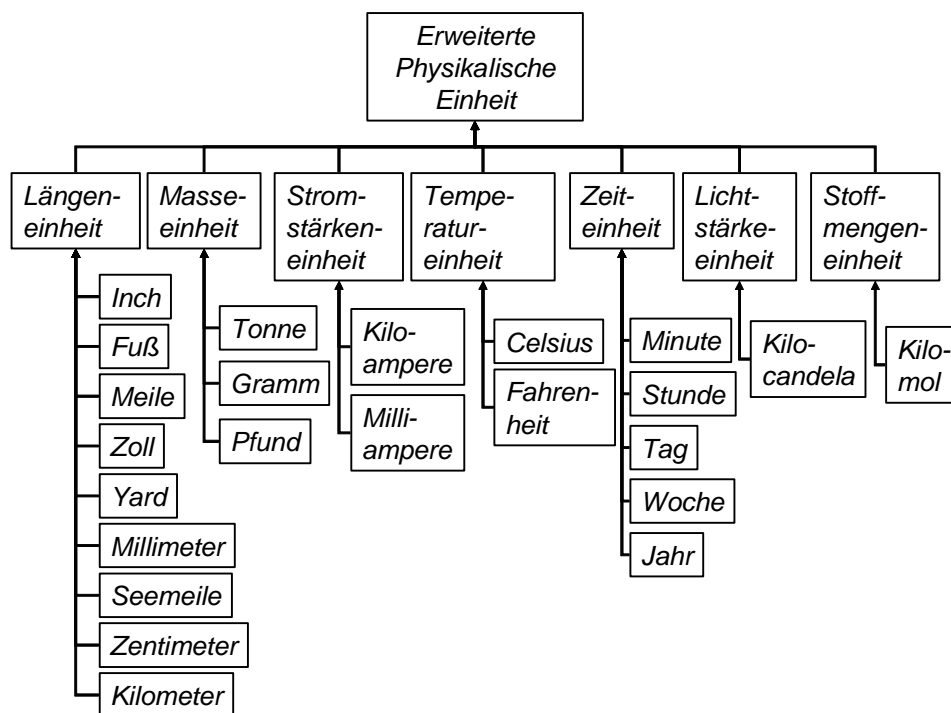 Erweiterte
Physikalische
Einheit
Längen-
einheit
Masse-
einheit
Strom-
stärken-
einheit
Tempe-
ratur-
einheit
Zeit-
einheit
Licht-
stärke-
einheit
Stoff-
mengen-
einheit
Inch
Fuß
Meile
Zoll
Yard
Millimeter
Seemeile
Zentimeter
Kilometer
Tonne
Gramm
Pfund
Kilo-
ampere
Milli-
ampere
Celsius
Fahren-
heit
Minute
Stunde
Tag
Woche
Jahr
Kilo-
candela
Kilo-
mol